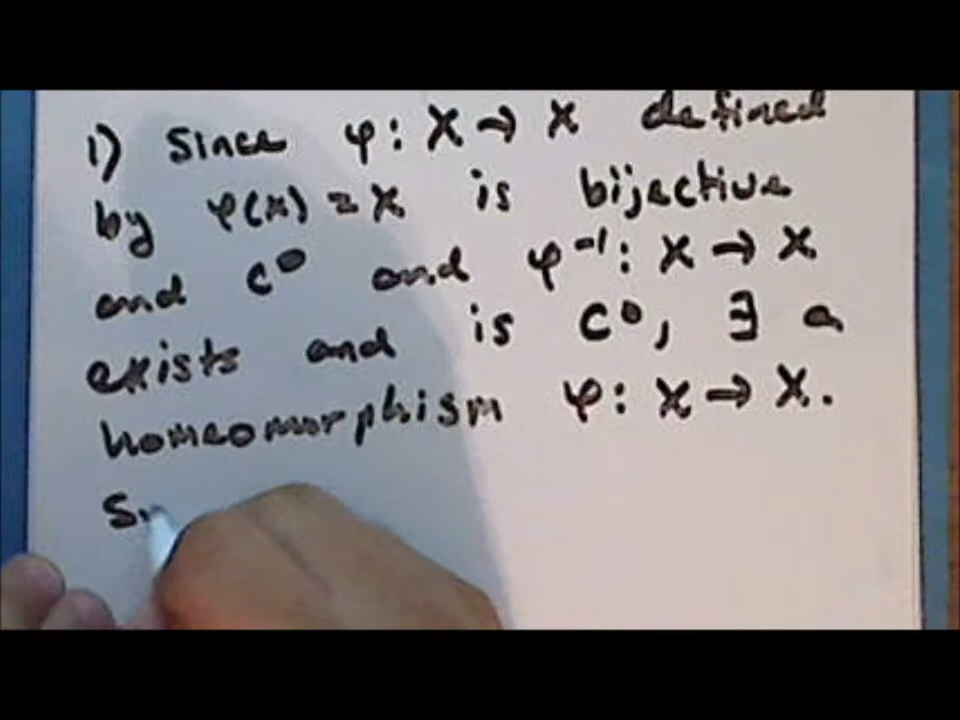 1) Since φ: X → X defined
by φ(x) = x is bijective
and C⁰ and φ⁻¹: X → X
exists and is C⁰, ∃ a
homeomorphism φ: X → X.